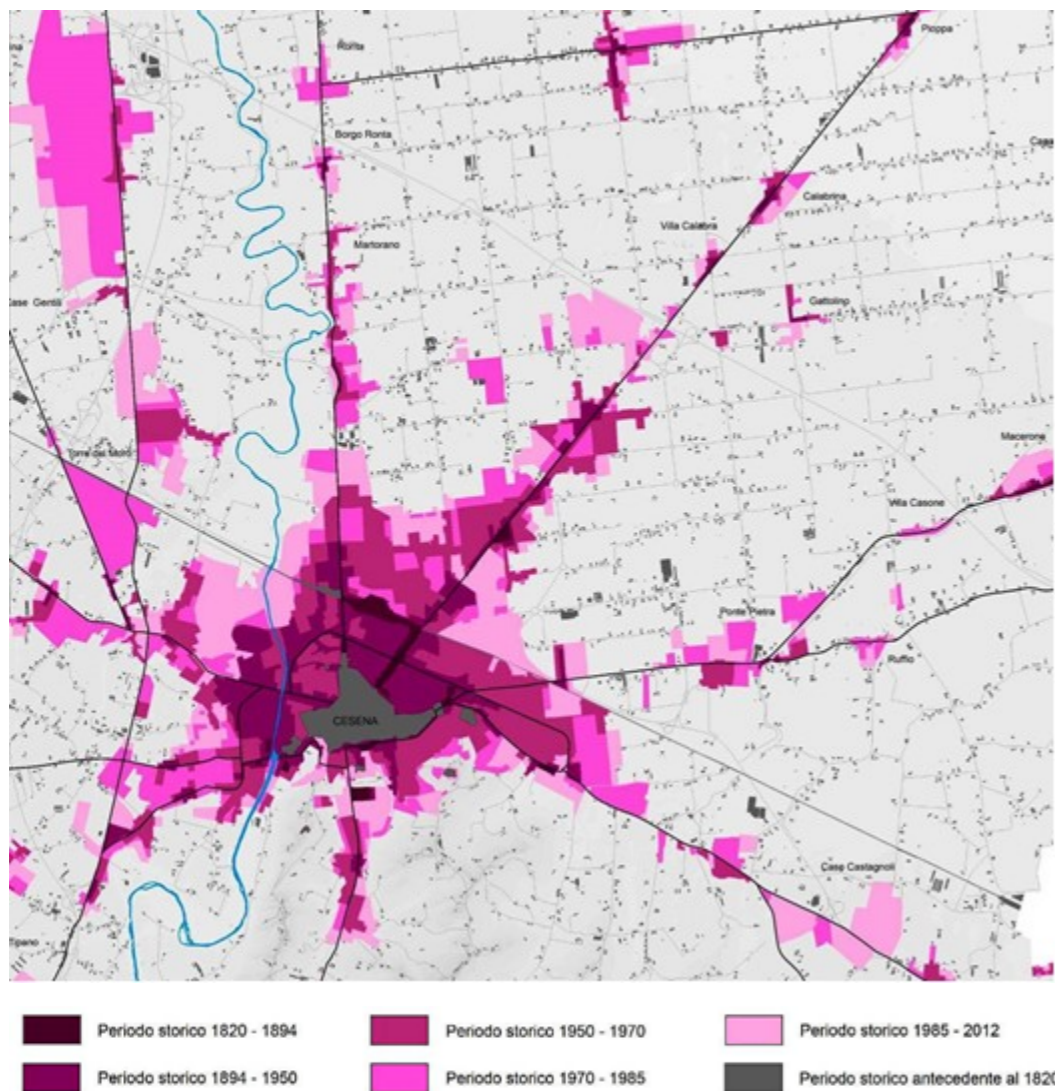 Pioppa
Ronta
Borgo Ronta
Calabrina
Martorano
Villa Calabra
Case Gentili
Gattolino
Torre del Moro
Macerone
Villa Casone
Ponte Pietra
Ruffio
CESENA
Case Castagnoli
Tipano
Periodo storico 1820 - 1894
Periodo storico 1950 - 1970
Periodo storico 1985 - 2012
Periodo storico 1894 - 1950
Periodo storico 1970 - 1985
Periodo storico antecedente al 1820